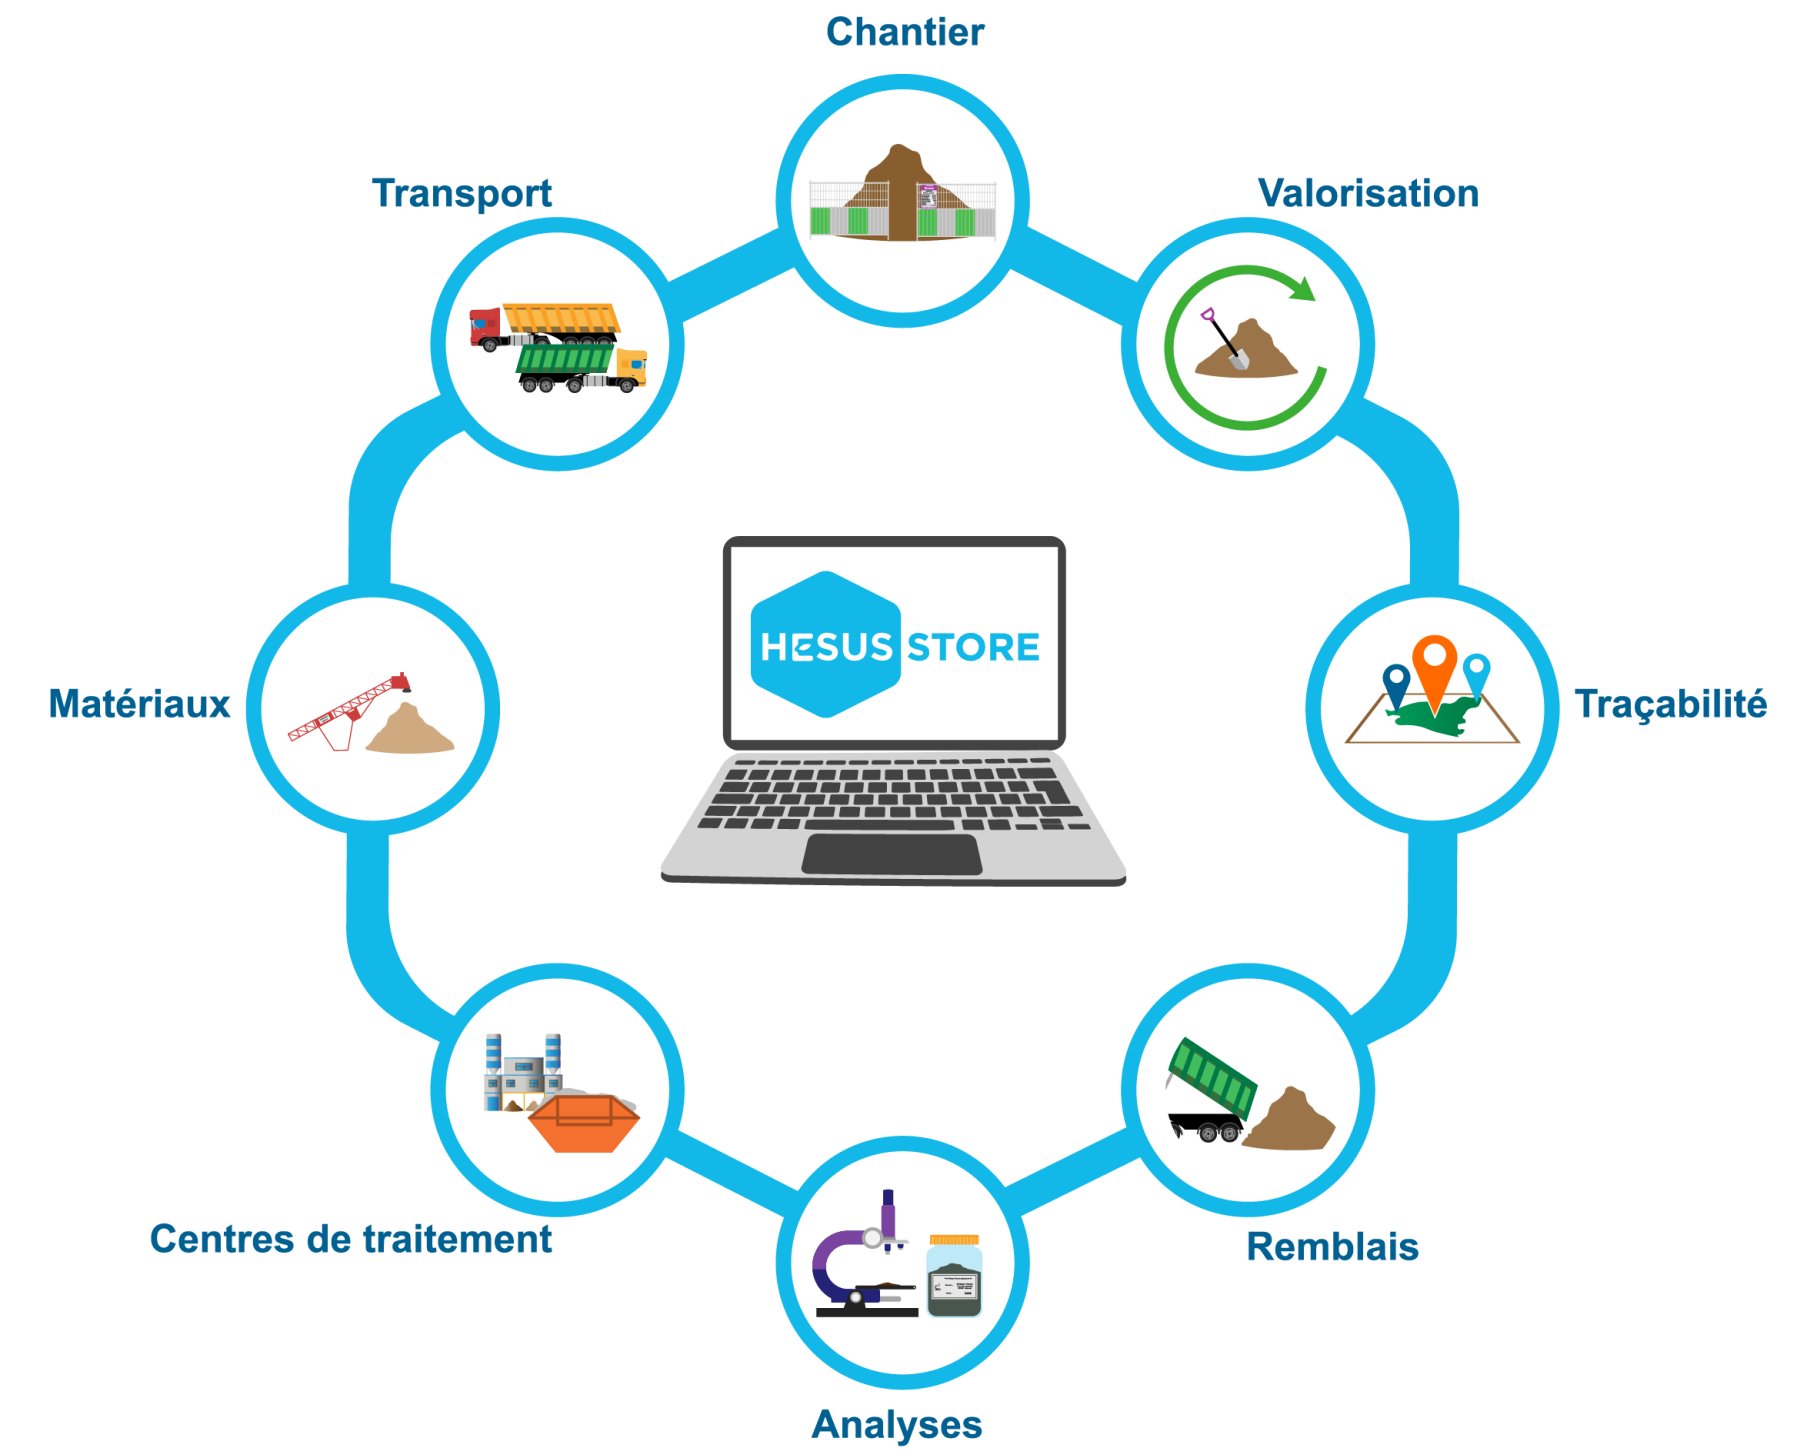 Chantier
Transport
Valorisation
HESUS STORE
Matériaux
Traçabilité
Centres de traitement
Remblais
Analyses